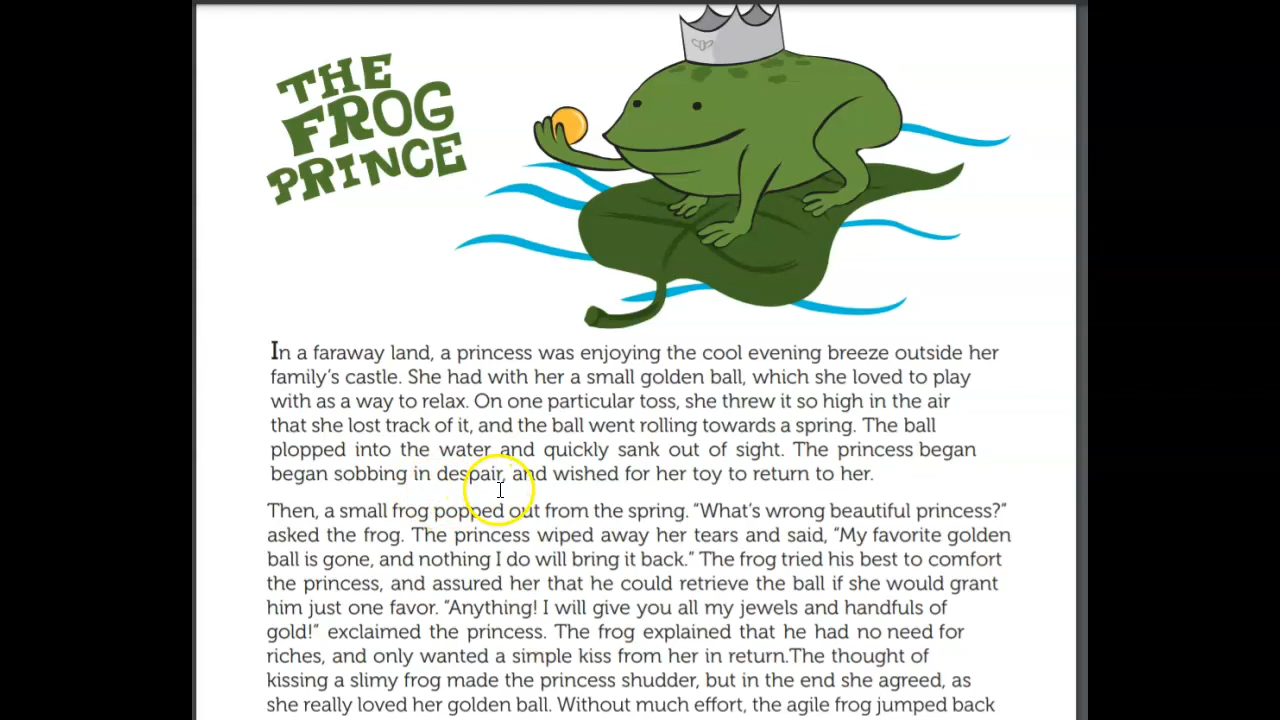 THE
FROG
PRINCE
In a faraway land, a princess was enjoying the cool evening breeze outside her
family's castle. She had with her a small golden ball, which she loved to play
with as a way to relax. On one particular toss, she threw it so high in the air
that she lost track of it, and the ball went rolling towards a spring. The ball
plopped into the water and quickly sank out of sight. The princess began
began sobbing in despair, and wished for her toy to return to her.
Then, a small frog popped out from the spring. “What's wrong beautiful princess?”
asked the frog. The princess wiped away her tears and said, “My favorite golden
ball is gone, and nothing I do will bring it back.” The frog tried his best to comfort
the princess, and assured her that he could retrieve the ball if she would grant
him just one favor. “Anything! I will give you all my jewels and handfuls of
gold!” exclaimed the princess. The frog explained that he had no need for
riches, and only wanted a simple kiss from her in return.The thought of
kissing a slimy frog made the princess shudder, but in the end she agreed, as
she really loved her golden ball. Without much effort, the agile frog jumped back